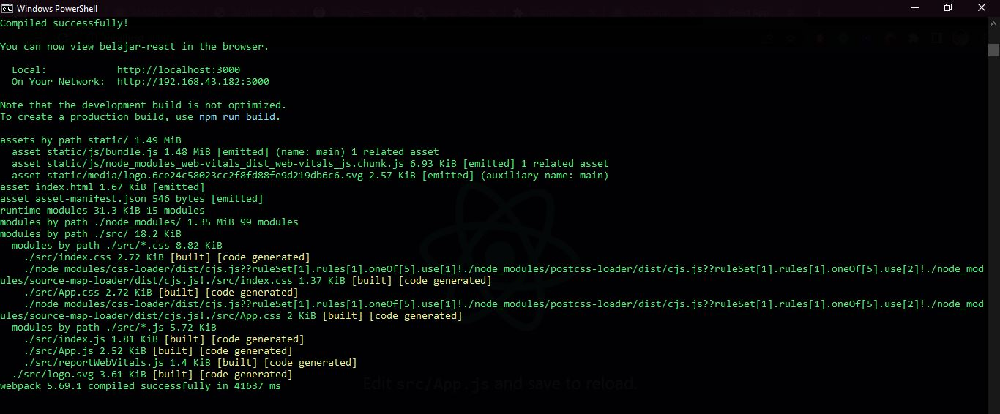 Windows PowerShell
Compiled successfully!
You can now view belajar-react in the browser.
Local: http://localhost:3000
On Your Network: http://192.168.43.182:3000
Note that the development build is not optimized.
To create a production build, use npm run build.
assets by path static/ 1.49 MiB
asset static/js/bundle.js 1.48 MiB [emitted] (name: main) 1 related asset
asset static/js/node_modules_web-vitals_dist_web-vitals_js.chunk.js 6.93 KiB [emitted] 1 related asset
asset static/media/logo.6ce24c58023cc2f8fd88fe9d219db6c6.svg 2.57 KiB [emitted] (auxiliary name: main)
asset index.html 1.67 KiB [emitted]
asset asset-manifest.json 546 bytes [emitted]
runtime modules 31.3 KiB 15 modules
modules by path ./node_modules/ 1.35 MiB 99 modules
modules by path ./src/ 18.2 KiB
modules by path ./src/*.css 8.82 KiB
./src/index.css 2.72 KiB [built] [code generated]
./node_modules/css-loader/dist/cjs.js??ruleSet[1].rules[1].oneOf[5].use[1]!./node_modules/postcss-loader/dist/cjs.js??ruleSet[1].rules[1].oneOf[5].use[2]!./node_mod
ules/source-map-loader/dist/cjs.js!./src/index.css 1.37 KiB [built] [code generated]
./src/App.css 2.72 KiB [built] [code generated]
./node_modules/css-loader/dist/cjs.js??ruleSet[1].rules[1].oneOf[5].use[1]!./node_modules/postcss-loader/dist/cjs.js??ruleSet[1].rules[1].oneOf[5].use[2]!./node_mod
ules/source-map-loader/dist/cjs.js!./src/App.css 2 KiB [built] [code generated]
modules by path ./src/*.js 5.72 KiB
./src/index.js 1.81 KiB [built] [code generated]
./src/App.js 2.52 KiB [built] [code generated]
./src/reportWebVitals.js 1.4 KiB [built] [code generated]
./src/logo.svg 3.61 KiB [built] [code generated]
webpack 5.69.1 compiled successfully in 41637 ms
Edit src/App.js and save to reload.